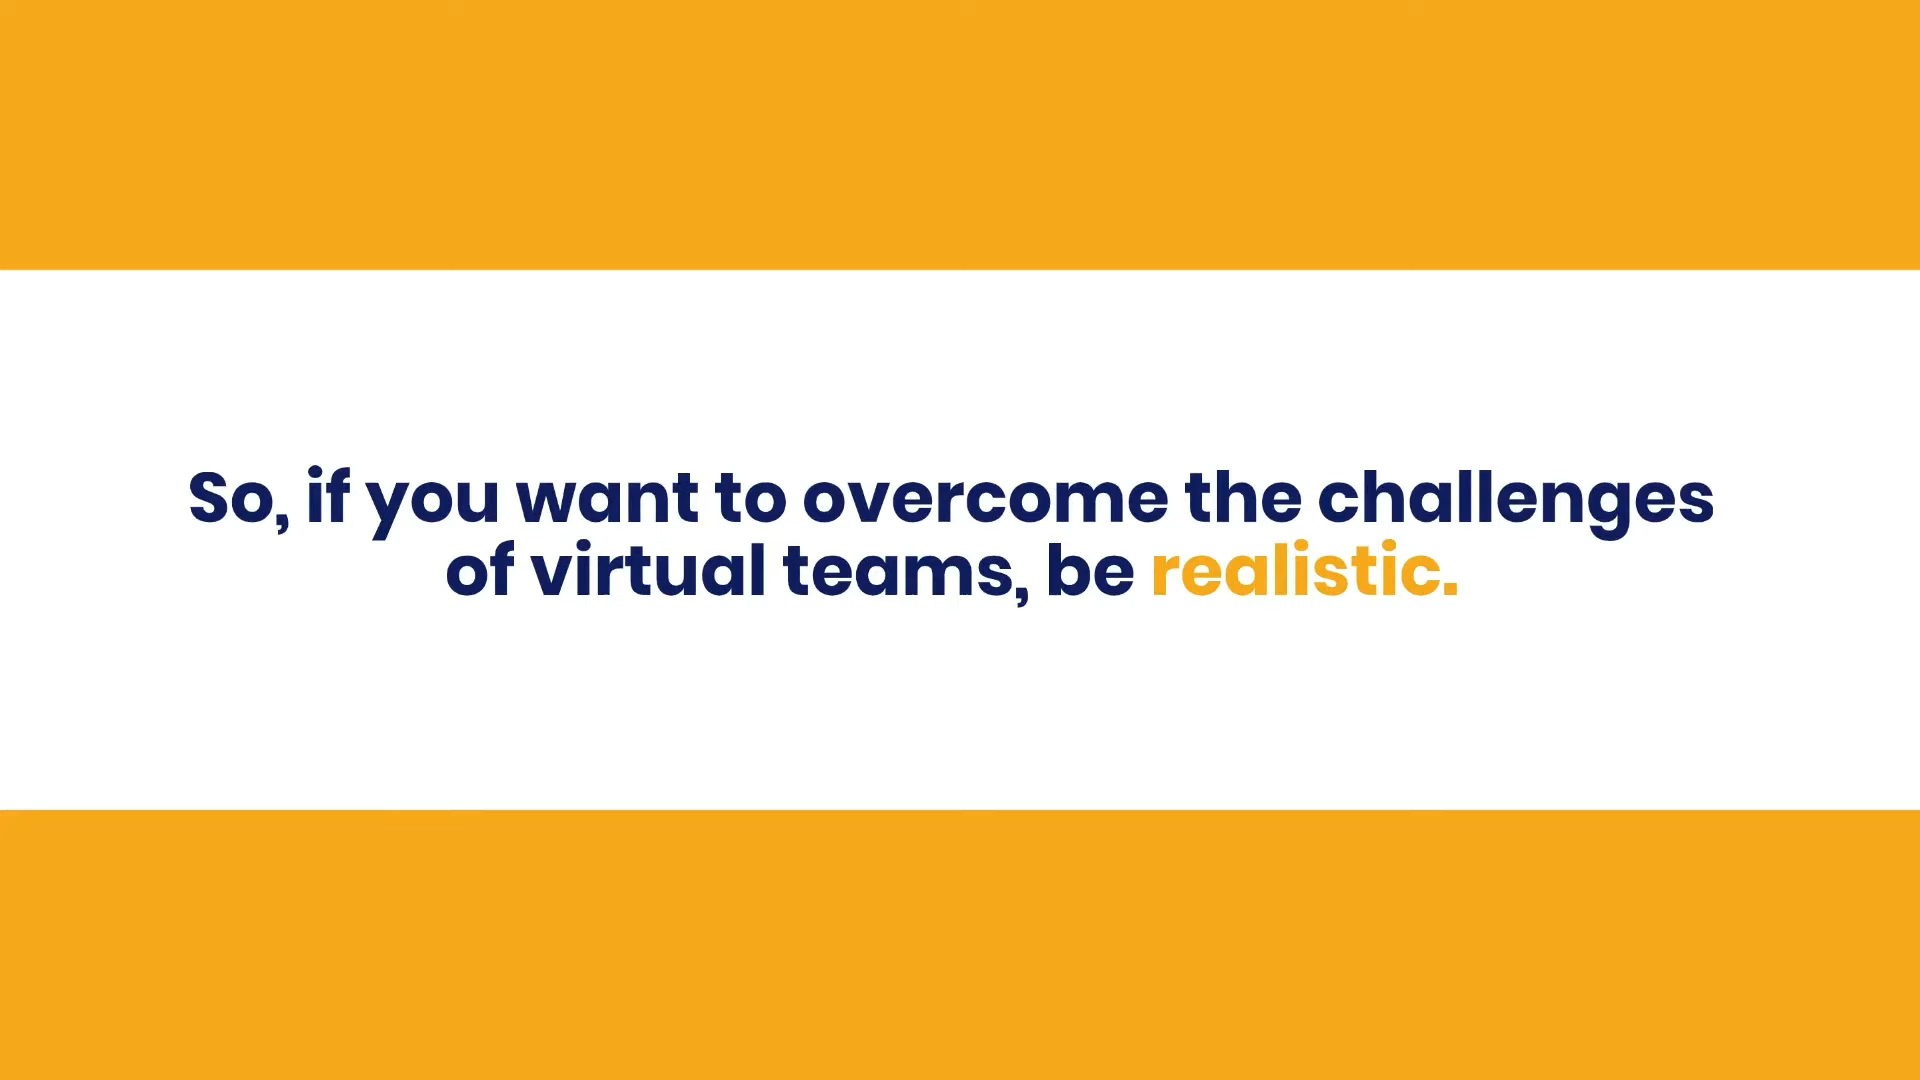 So, if you want to overcome the challenges
of virtual teams, be realistic.